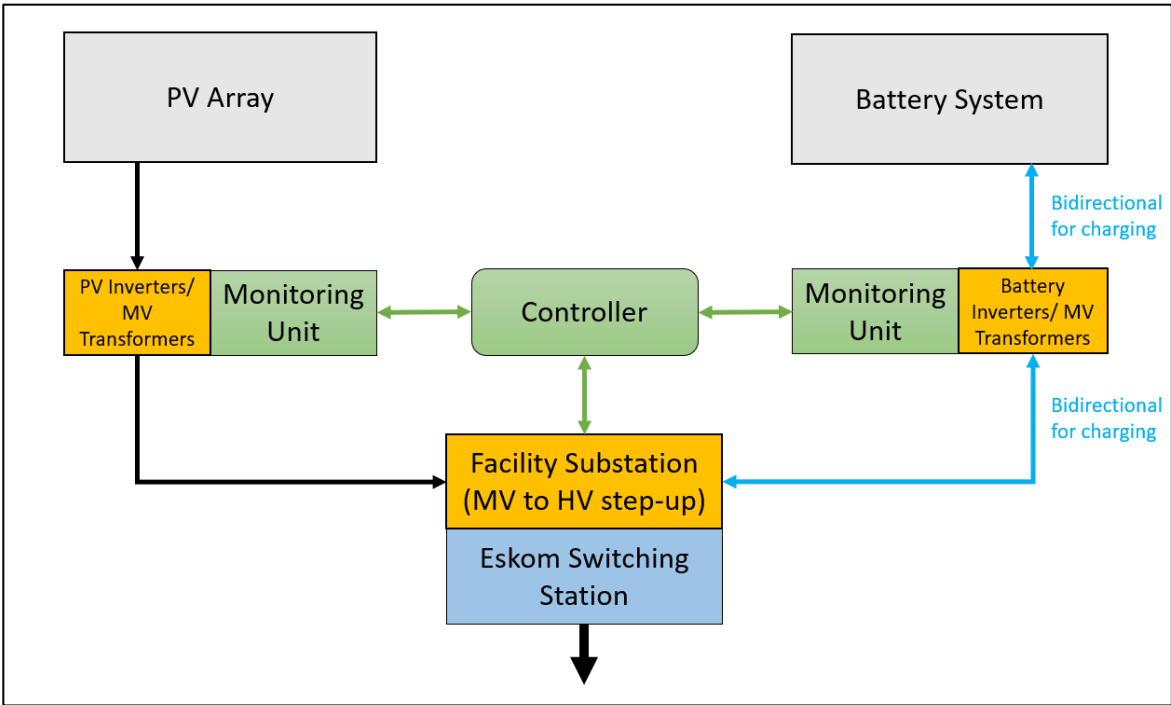 PV Array
Battery System
Bidirectional
for charging
PV Inverters/
MV
Transformers
Monitoring
Unit
Controller
Monitoring
Unit
Battery
Inverters/ MV
Transformers
Bidirectional
for charging
Facility Substation
(MV to HV step-up)
Eskom Switching
Station